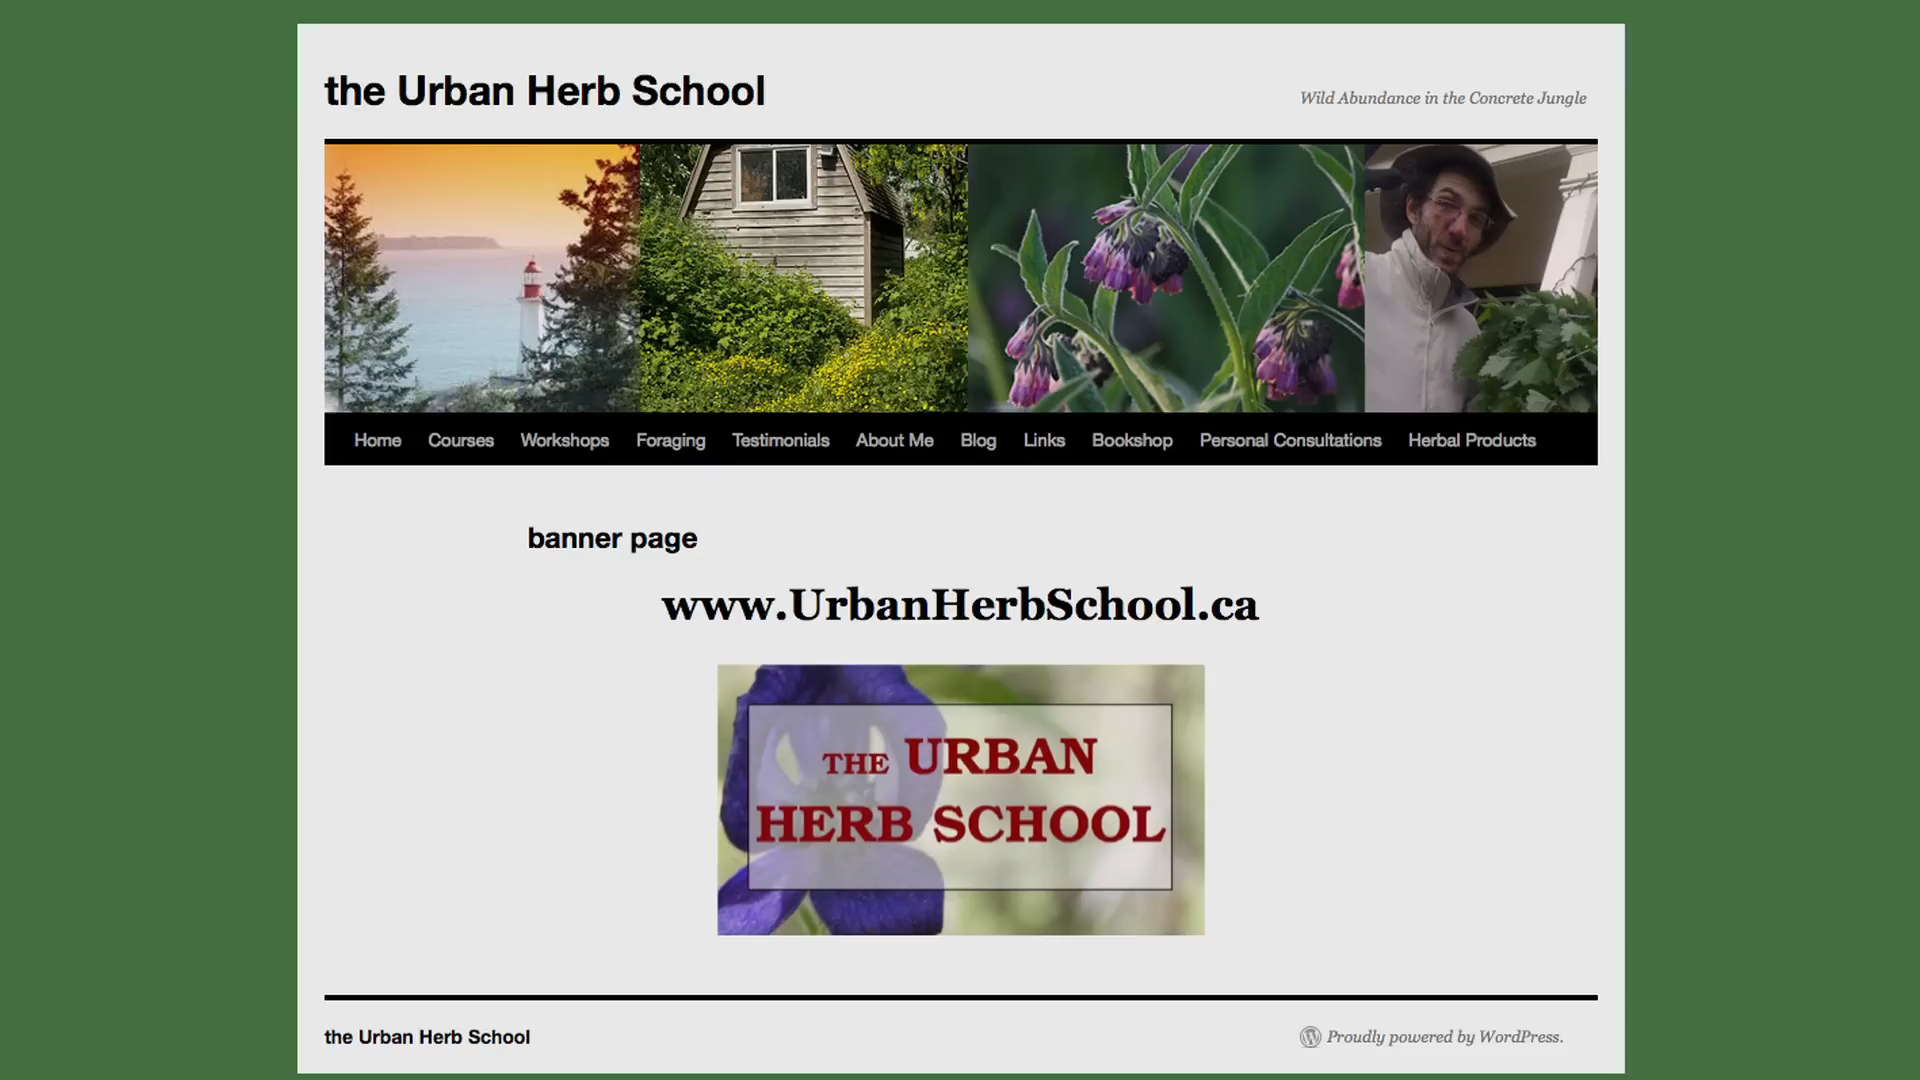 the Urban Herb School
Wild Abundance in the Concrete Jungle
Home Courses Workshops Foraging Testimonials About Me Blog Links Bookshop Personal Consultations Herbal Products
banner page
www.UrbanHerbSchool.ca
THE URBAN
HERB SCHOOL
the Urban Herb School
Proudly powered by WordPress.